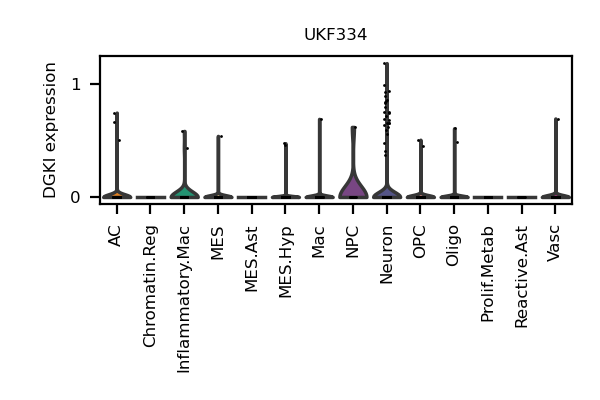 UKF334
DGKI expression
1
0
AC
Chromatin.Reg
Inflammatory.Mac
MES
MES.Ast
MES.Hyp
Mac
NPC
Neuron
OPC
Oligo
Prolif.Metab
Reactive.Ast
Vasc